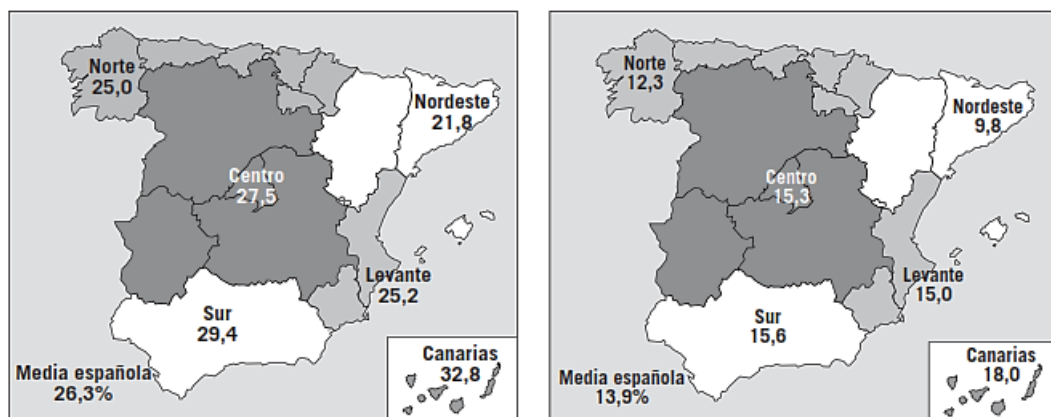 Norte
25,0
Nordeste
21,8
Centro
27,5
Levante
25,2
Sur
29,4
Canarias
32,8
Media española
26,3%
Norte
12,3
Nordeste
9,8
Centro
15,3
Levante
15,0
Sur
15,6
Canarias
18,0
Media española
13,9%